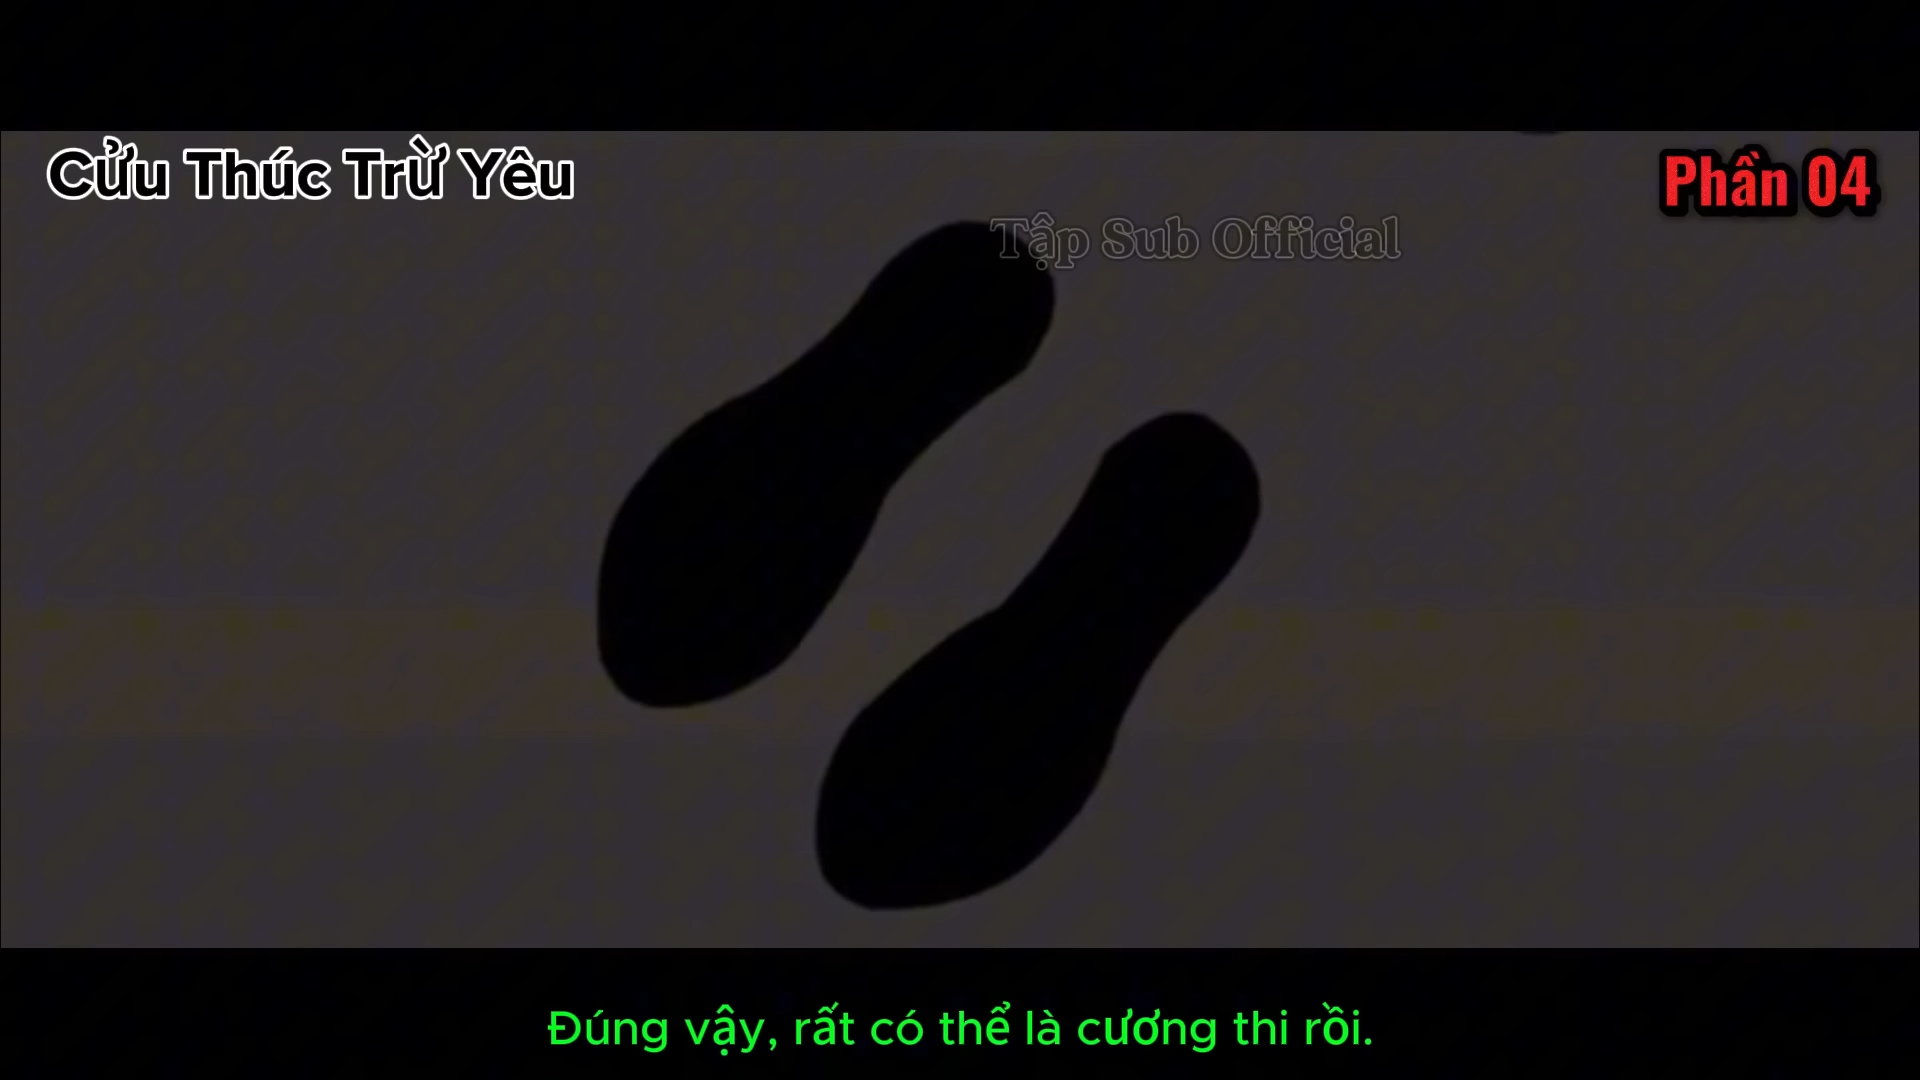 Cửu Thúc Trừ Yêu
Phần 04
Tập Sub Official
Đúng vậy, rất có thể là cương thi rồi.